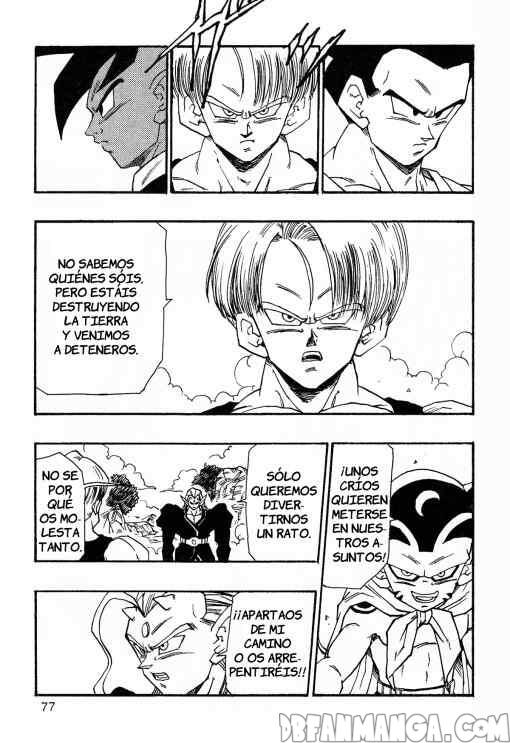 NO SABEMOS
QUIÉNES SÓIS,
PERO ESTÁIS
DESTRUYENDO
LA TIERRA
Y VENIMOS
A DETENEROS.
NO SE
POR
QUÉ
OS MO-
LESTA
TANTO.
SÓLO
QUEREMOS
DIVER-
TIRNOS
UN RATO.
¡UNOS
CRÍOS
QUIEREN
METERSE
EN NUES-
TROS A-
SUNTOS!
¡¡APARTAOS
DE MI
CAMINO
O OS ARRE-
PENTIRÉIS!!
77
DBFANMANGA.COM